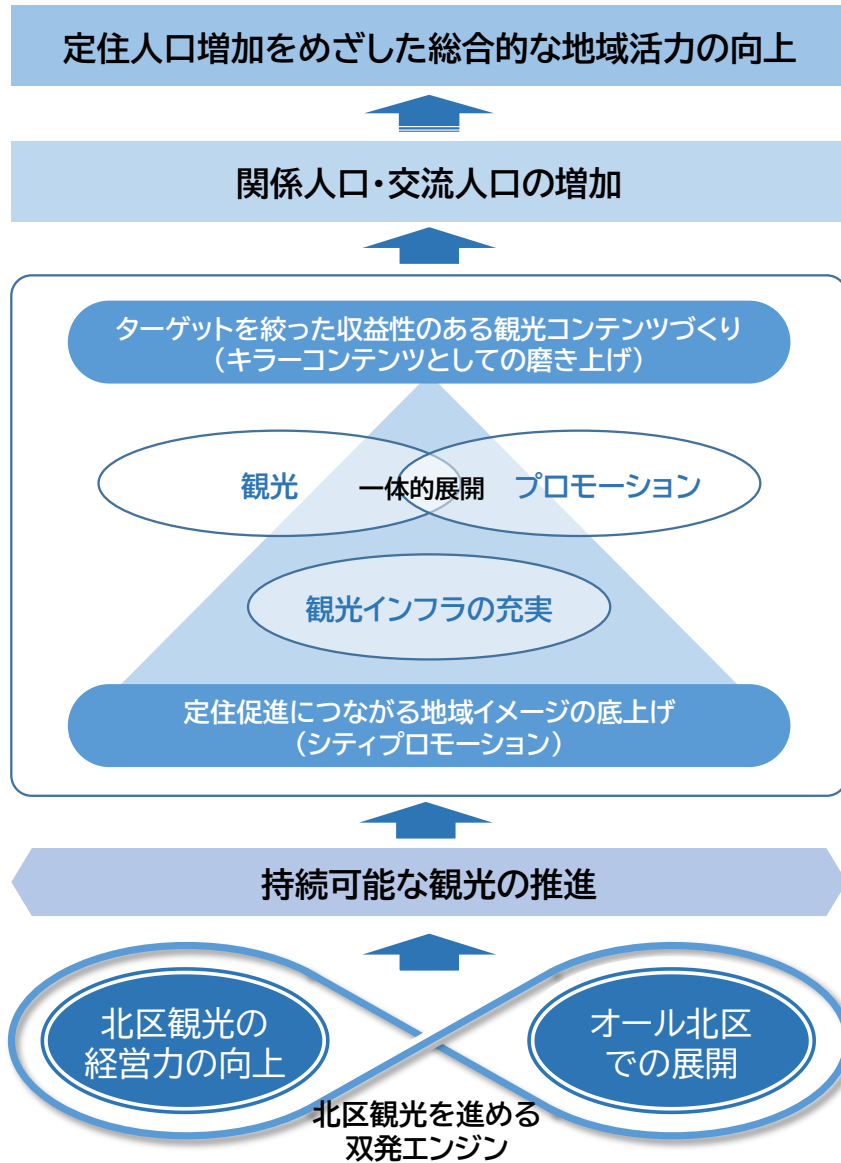 定住人口増加をめざした総合的な地域活力の向上
関係人口・交流人口の増加
ターゲットを絞った収益性のある観光コンテンツづくり
（キラーコンテンツとしての磨き上げ）
観光
一体的展開
プロモーション
観光インフラの充実
定住促進につながる地域イメージの底上げ
（シティプロモーション）
持続可能な観光の推進
北区観光の
経営力の向上
オール北区
での展開
北区観光を進める
双発エンジン